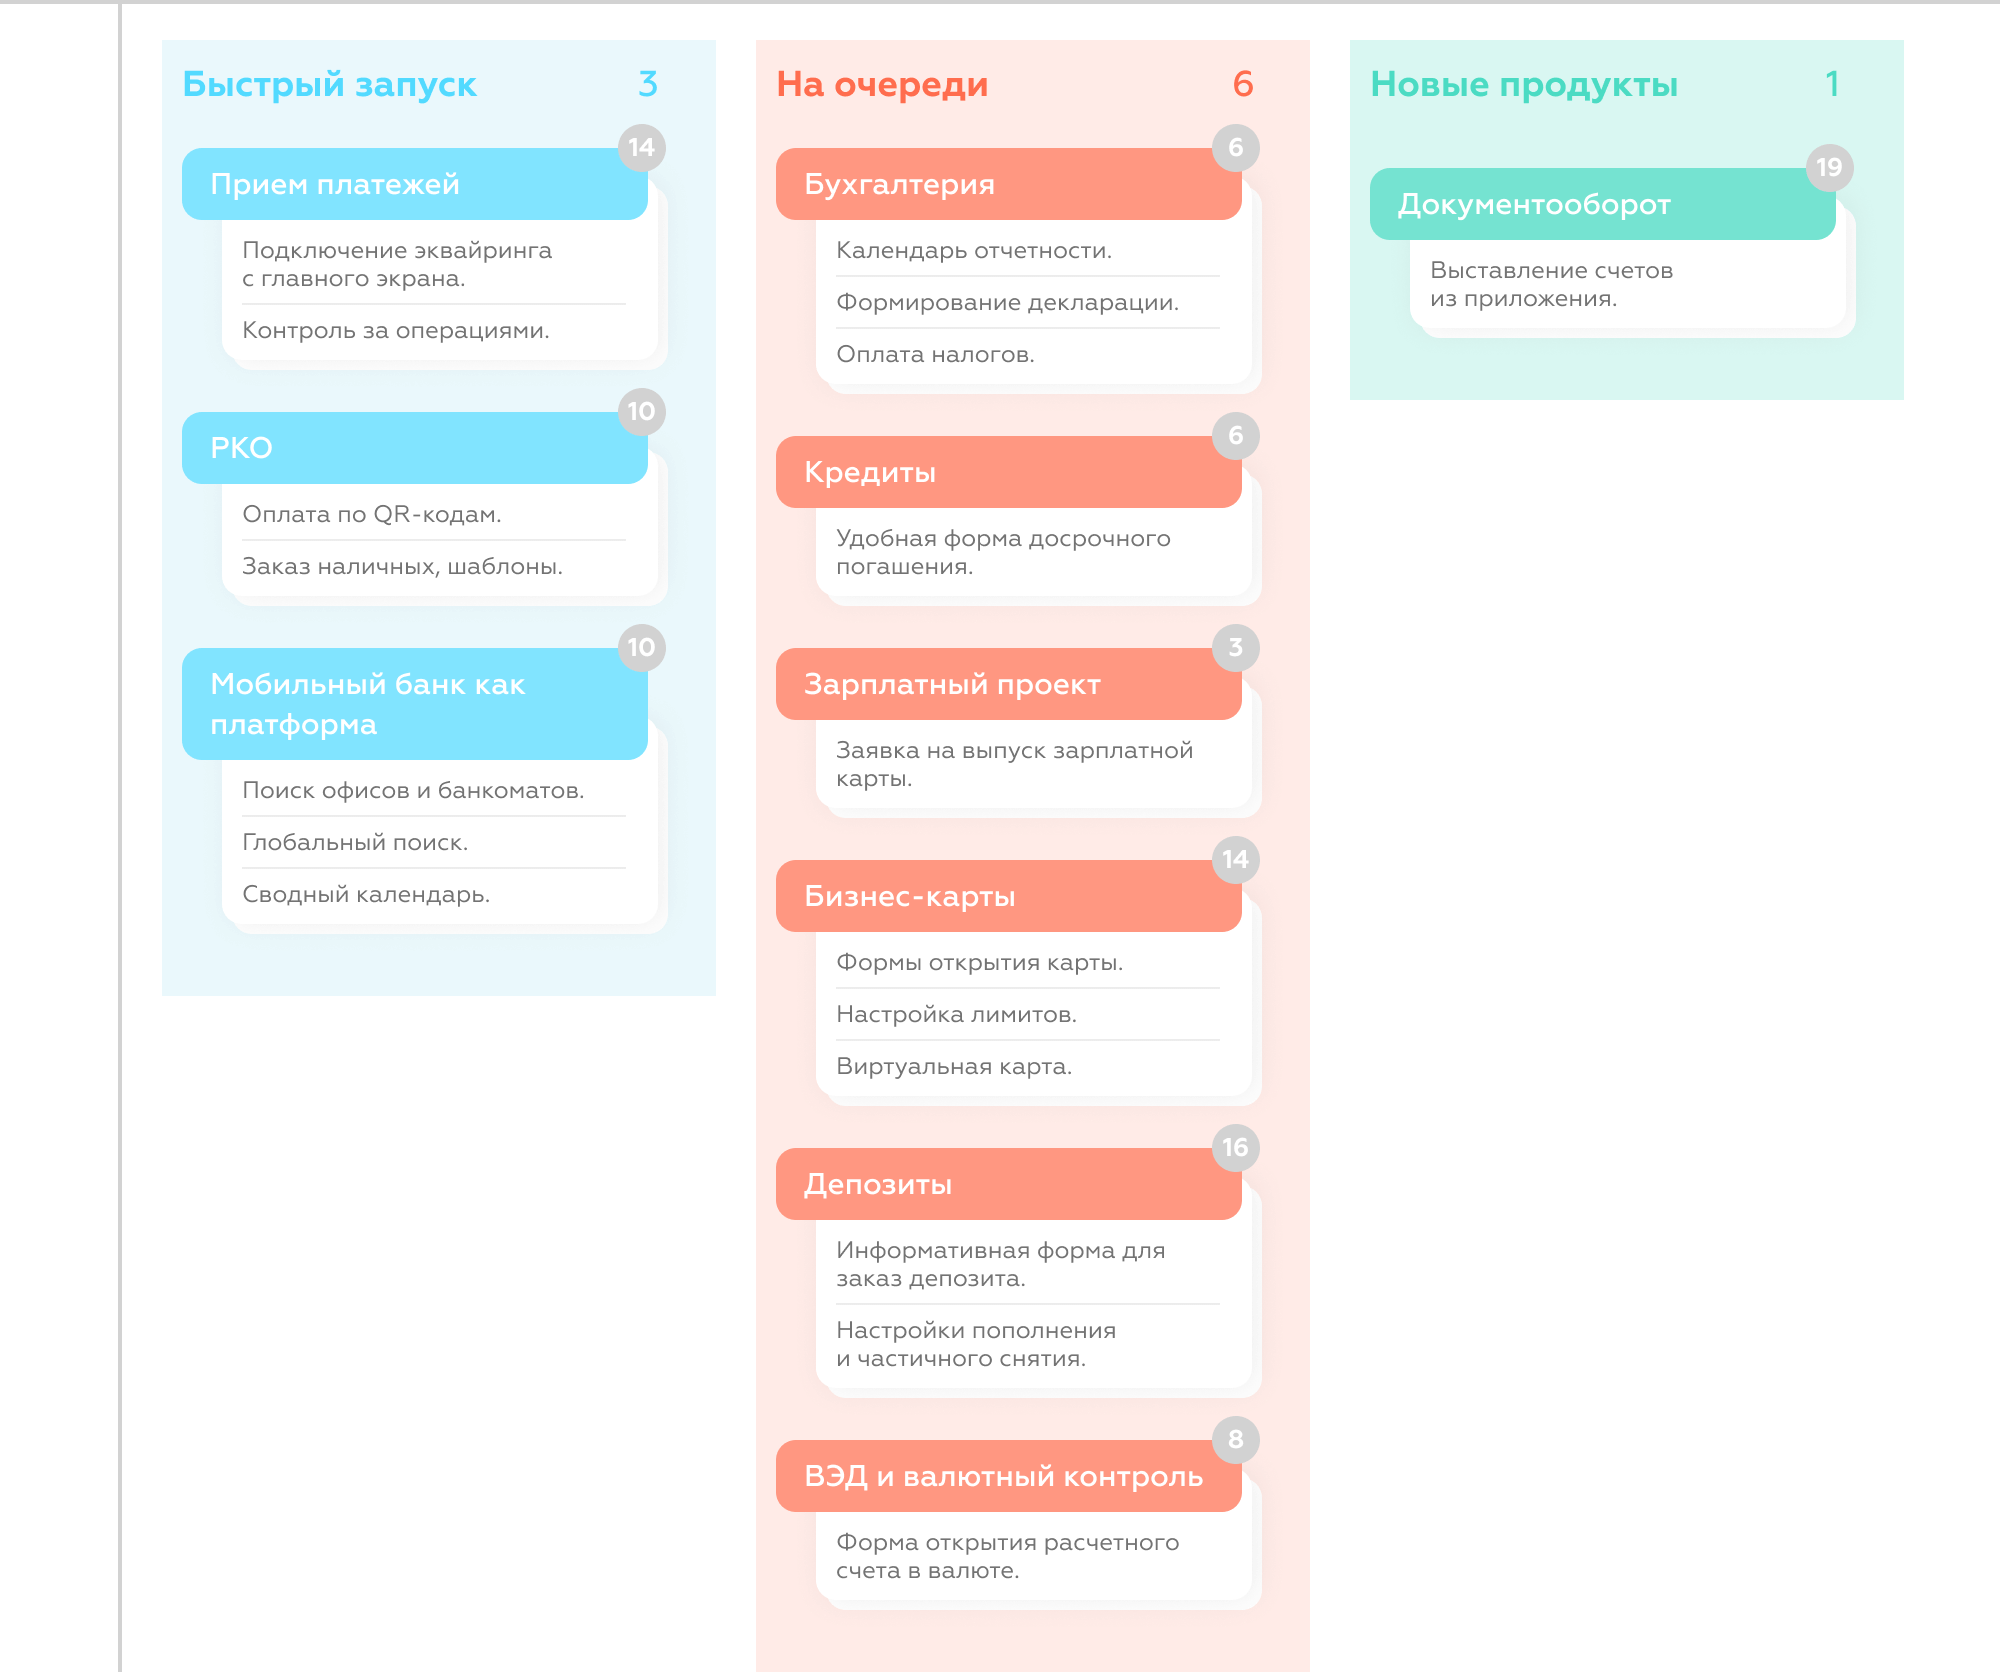 Быстрый запуск 3
14
Прием платежей
Подключение эквайринга
с главного экрана.
Контроль за операциями.
10
РКО
Оплата по QR-кодам.
Заказ наличных, шаблоны.
10
Мобильный банк как
платформа
Поиск офисов и банкоматов.
Глобальный поиск.
Сводный календарь.
На очереди 6
6
Бухгалтерия
Календарь отчетности.
Формирование декларации.
Оплата налогов.
6
Кредиты
Удобная форма досрочного
погашения.
3
Зарплатный проект
Заявка на выпуск зарплатной
карты.
14
Бизнес-карты
Формы открытия карты.
Настройка лимитов.
Виртуальная карта.
16
Депозиты
Информативная форма для
заказ депозита.
Настройки пополнения
и частичного снятия.
8
ВЭД и валютный контроль
Форма открытия расчетного
счета в валюте.
Новые продукты 1
19
Документооборот
Выставление счетов
из приложения.